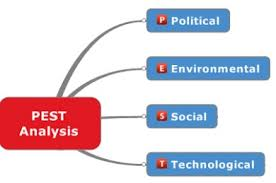 PEST
Analysis
P Political
E Environmental
S Social
T Technological